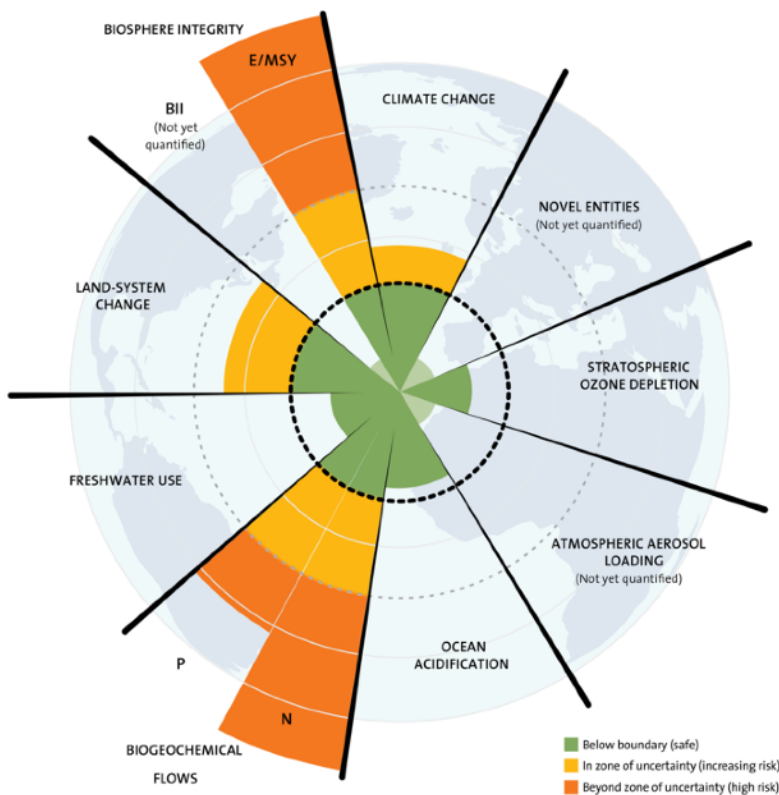 BIOSPHERE INTEGRITY
E/MSY
CLIMATE CHANGE
BII
(Not yet
quantified)
NOVEL ENTITIES
(Not yet quantified)
LAND-SYSTEM
CHANGE
STRATOSPHERIC
OZONE DEPLETION
FRESHWATER USE
ATMOSPHERIC AEROSOL
LOADING
(Not yet quantified)
OCEAN
ACIDIFICATION
P
N
BIOGEOCHEMICAL
FLOWS
Below boundary (safe)
In zone of uncertainty (increasing risk)
Beyond zone of uncertainty (high risk)